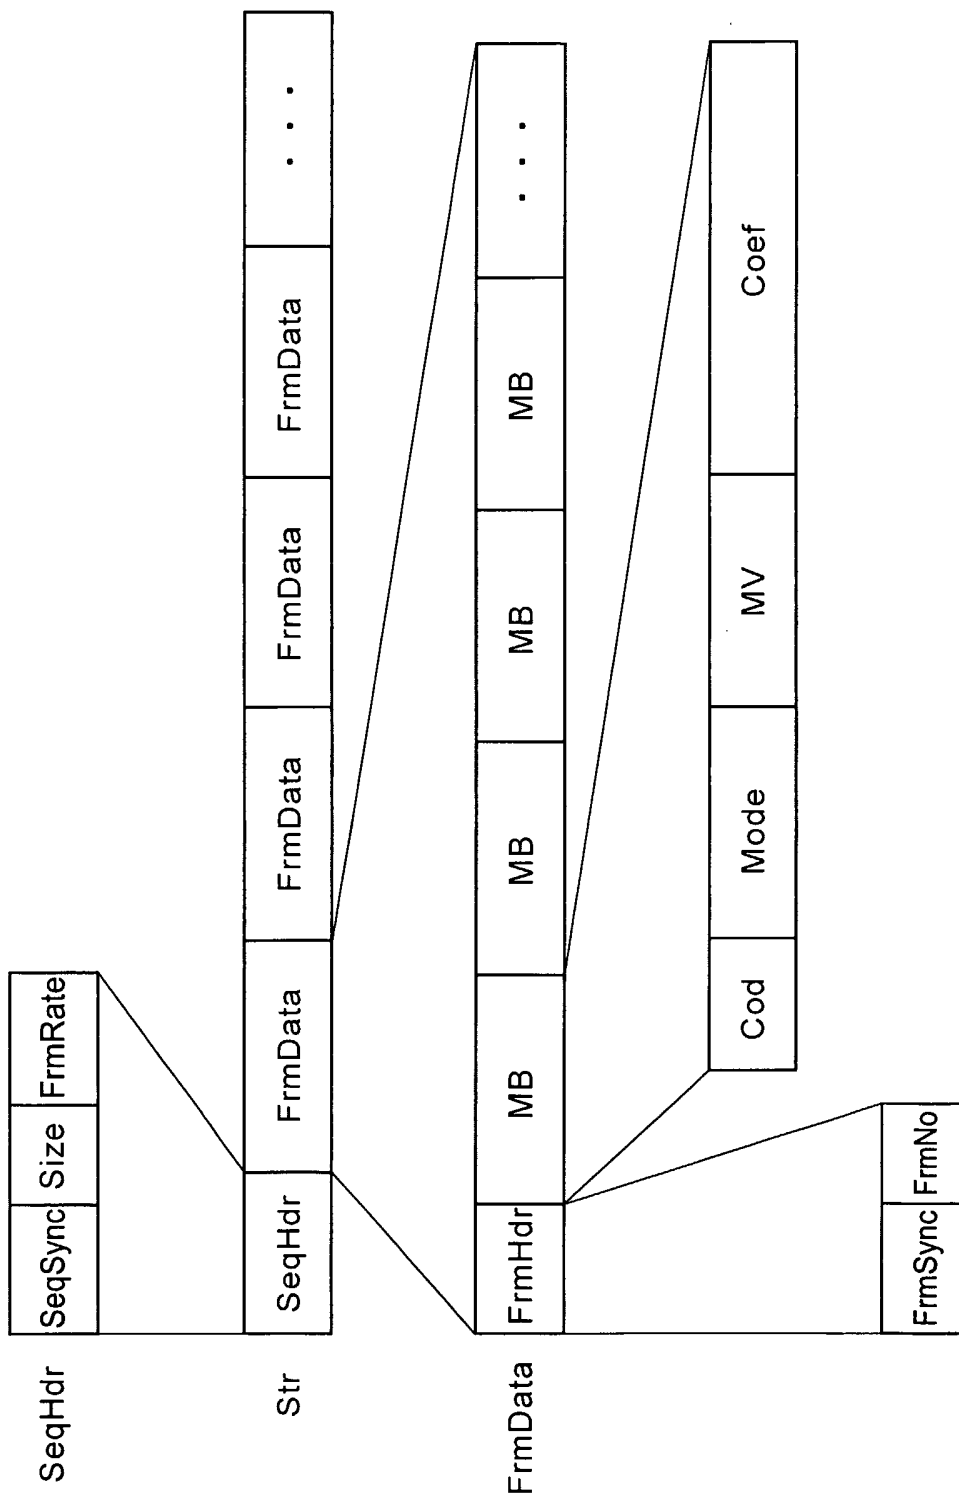 SeqHdr SeqSync Size FrmRate
Str SeqHdr FrmData FrmData FrmData FrmData ...
FrmData FrmHdr MB MB MB MB ...
Cod Mode MV Coef
FrmSync FrmNo